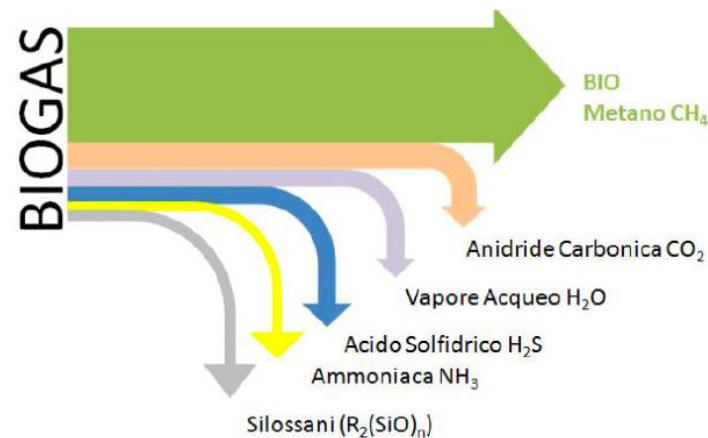 BIOGAS
BIO
Metano CH₄
Anidride Carbonica CO₂
Vapore Acqueo H₂O
Acido Solfidrico H₂S
Ammoniaca NH₃
Silossani (R₂(SiO)ₙ)